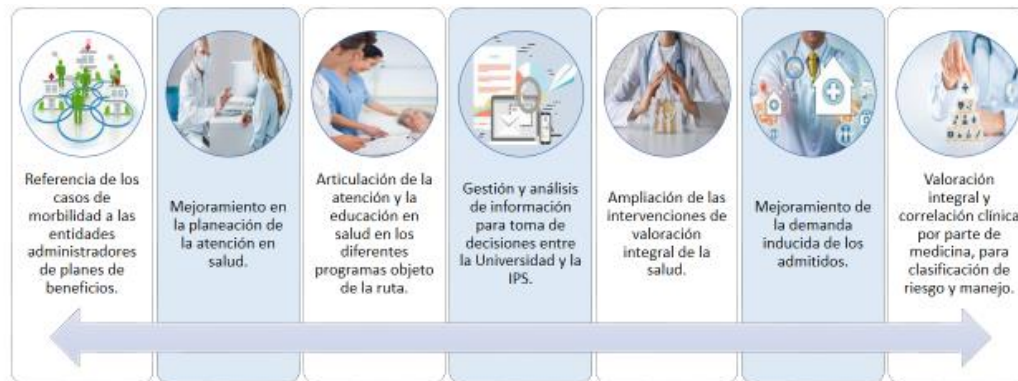 Referencia de los
casos de
morbilidad a las
entidades
administradores
de planes de
beneficios.
Mejoramiento en
la planeación de
la atención en
salud.
Articulación de la
atención y la
educación en
salud en los
diferentes
programas objeto
de la ruta.
Gestión y análisis
de información
para toma de
decisiones entre
la Universidad y la
IPS.
Ampliación de las
intervenciones de
valoración
integral de la
salud.
Mejoramiento de
la demanda
inducida de los
admitidos.
Valoración
integral y
correlación clínica
por parte de
medicina, para
clasificación de
riesgo y manejo.